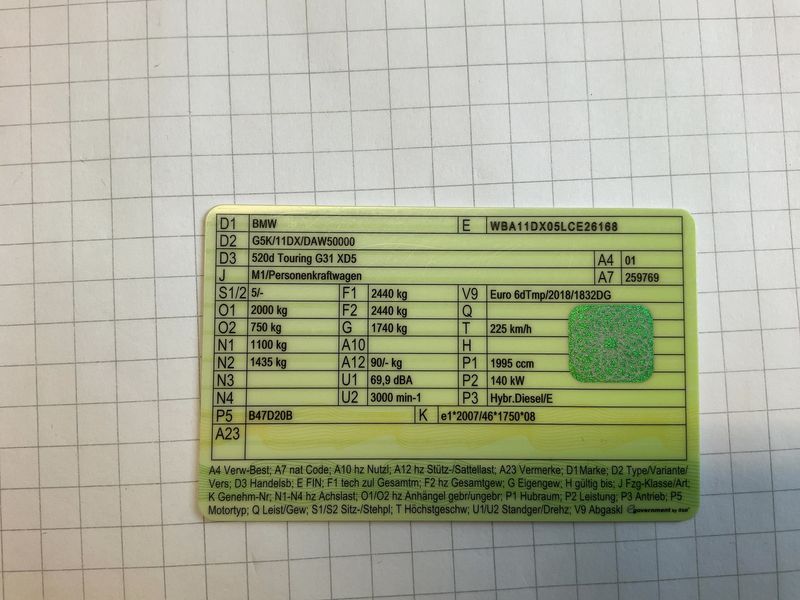 D1 BMW E WBA11DX05LCE26168
D2 G5K/11DX/DAW50000
D3 520d Touring G31 XD5 A4 01
J M1/Personenkraftwagen A7 259769
S1/2 5/- F1 2440 kg V9 Euro 6dTmp/2018/1832DG
O1 2000 kg F2 2440 kg Q
O2 750 kg G 1740 kg T 225 km/h
N1 1100 kg A10 H
N2 1435 kg A12 90/- kg P1 1995 ccm
N3 U1 69,9 dBA P2 140 kW
N4 U2 3000 min-1 P3 Hybr.Diesel/E
P5 B47D20B K e1*2007/46*1750*08
A23
A4 Verw-Best; A7 nat Code; A10 hz Nutzl; A12 hz Stütz-/Sattellast; A23 Vermerke; D1 Marke; D2 Type/Variante/
Vers; D3 Handelsb; E FIN; F1 tech zul Gesamtm; F2 hz Gesamtgew; G Eigengew; H gültig bis; J Fzg-Klasse/Art;
K Genehm-Nr; N1-N4 hz Achslast; O1/O2 hz Anhängel gebr/ungebr; P1 Hubraum; P2 Leistung; P3 Antrieb; P5
Motortyp; Q Leist/Gew; S1/S2 Sitz-/Stehpl; T Höchstgeschw; U1/U2 Standger/Drehz; V9 Abgaskl egovernment by ÖSD